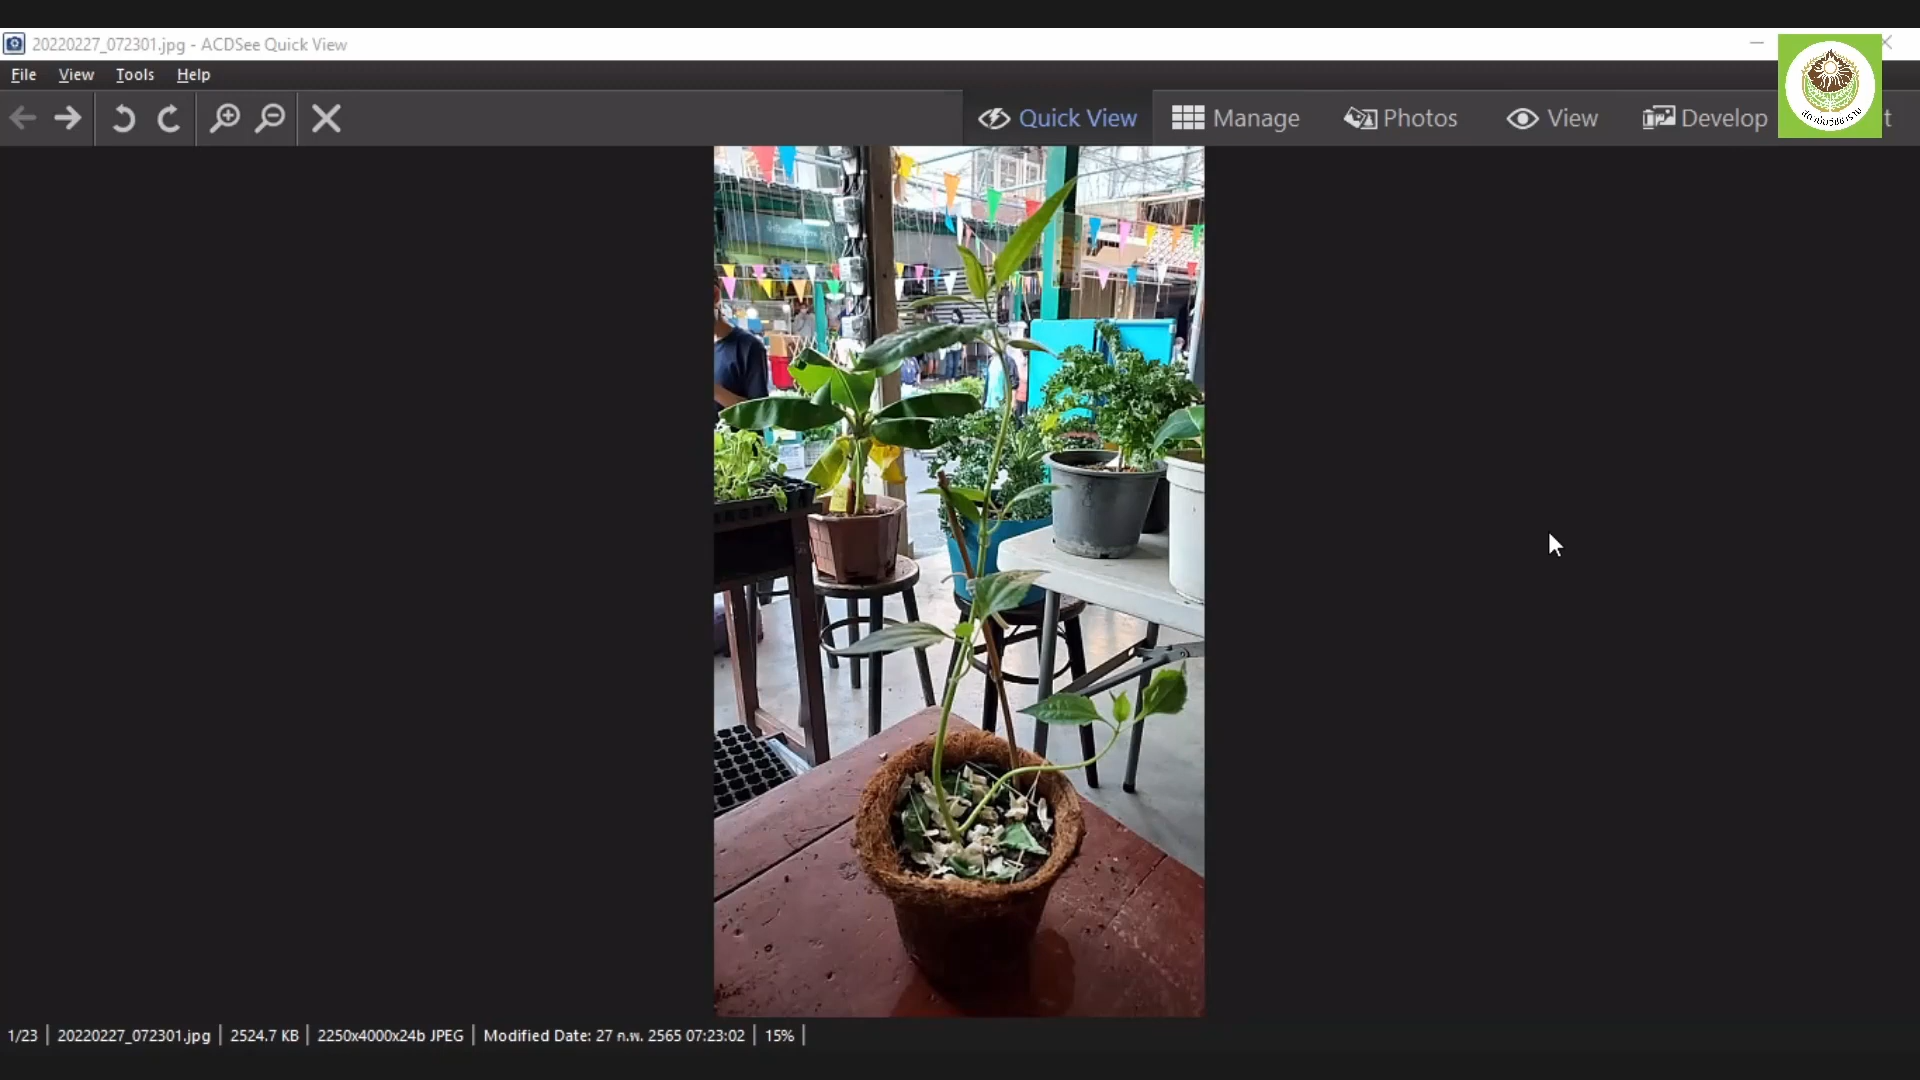 20220227_072301.jpg - ACDSee Quick View
File View Tools Help
Quick View Manage Photos View Develop t
1/23 20220227_072301.jpg 2524.7 KB 2250x4000x24b JPEG Modified Date: 27 ก.พ. 2565 07:23:02 15%